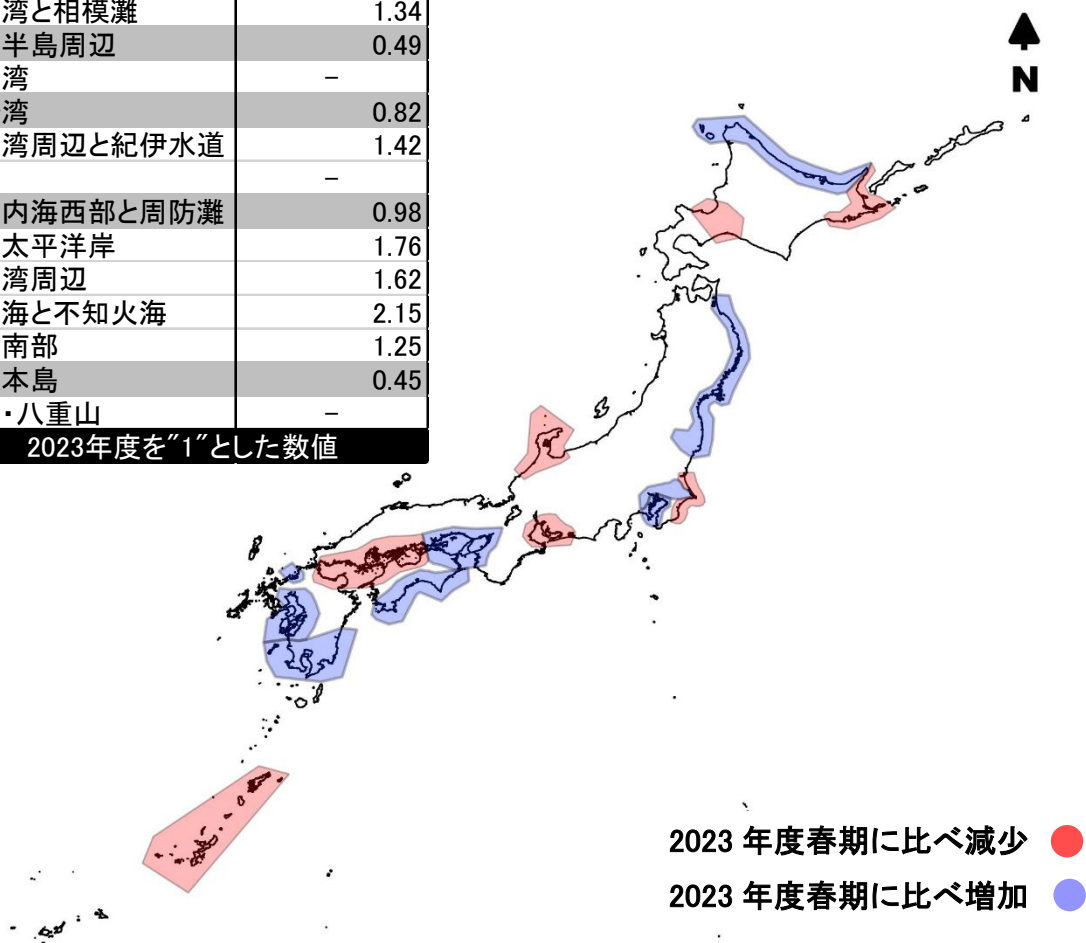 湾と相模灘 1.34
半島周辺 0.49
湾 –
湾 0.82
湾周辺と紀伊水道 1.42
–
内海西部と周防灘 0.98
太平洋岸 1.76
湾周辺 1.62
海と不知火海 2.15
南部 1.25
本島 0.45
・八重山 –
2023年度を″1″とした数値
N
2023 年度春期に比べ減少
2023 年度春期に比べ増加